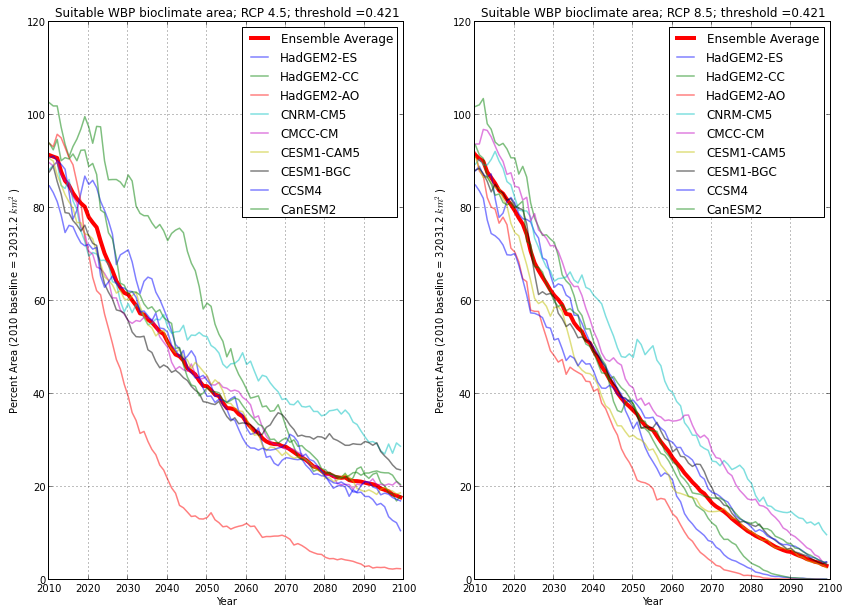 Suitable WBP bioclimate area; RCP 4.5; threshold =0.421
120
100
80
60
40
20
0
Percent Area (2010 baseline = 32031.2 km²)
Ensemble Average
HadGEM2-ES
HadGEM2-CC
HadGEM2-AO
CNRM-CM5
CMCC-CM
CESM1-CAM5
CESM1-BGC
CCSM4
CanESM2
2010 2020 2030 2040 2050 2060 2070 2080 2090 2100
Year
Suitable WBP bioclimate area; RCP 8.5; threshold =0.421
120
100
80
60
40
20
0
Percent Area (2010 baseline = 32031.2 km²)
Ensemble Average
HadGEM2-ES
HadGEM2-CC
HadGEM2-AO
CNRM-CM5
CMCC-CM
CESM1-CAM5
CESM1-BGC
CCSM4
CanESM2
2010 2020 2030 2040 2050 2060 2070 2080 2090 2100
Year